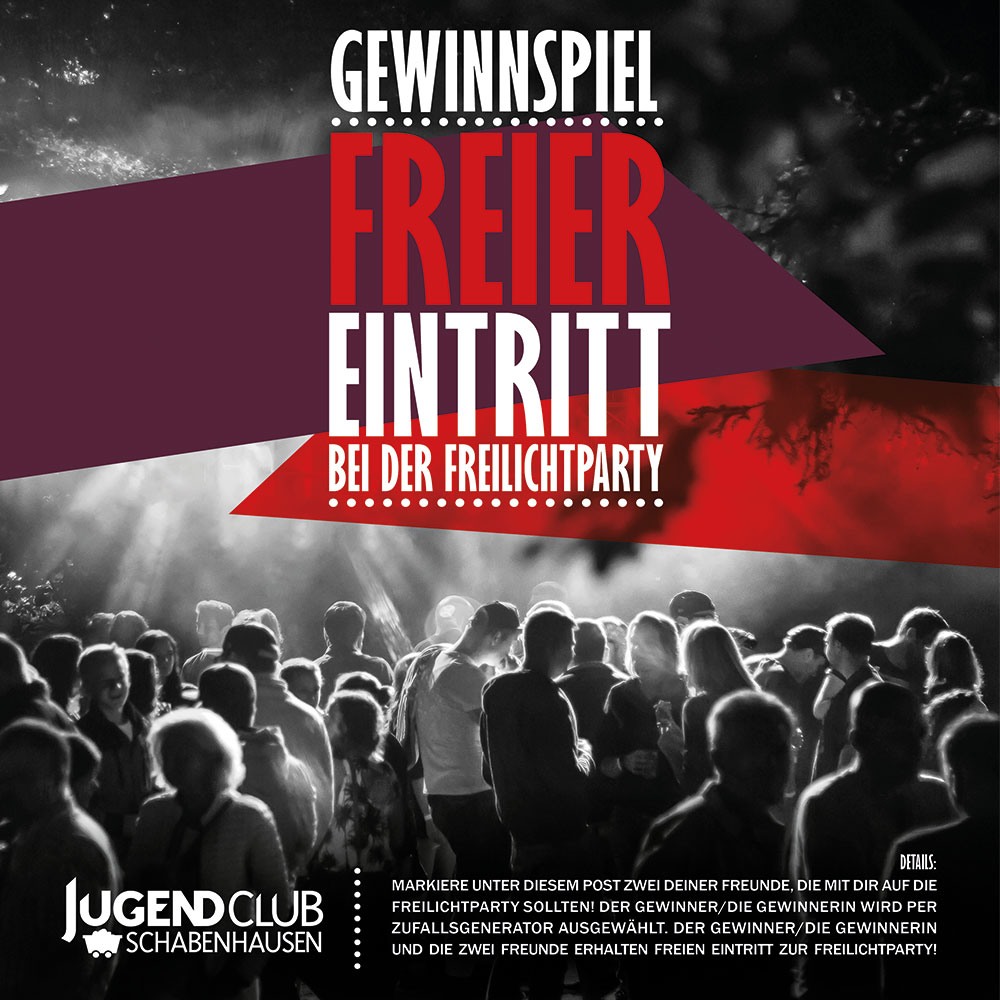 GEWINNSPIEL
FREIER
EINTRITT
BEI DER FREILICHTPARTY
JUGENDCLUB
SCHABENHAUSEN
DETAILS:
MARKIERE UNTER DIESEM POST ZWEI DEINER FREUNDE, DIE MIT DIR AUF DIE
FREILICHTPARTY SOLLTEN! DER GEWINNER/DIE GEWINNERIN WIRD PER
ZUFALLSGENERATOR AUSGEWÄHLT. DER GEWINNER/DIE GEWINNERIN
UND DIE ZWEI FREUNDE ERHALTEN FREIEN EINTRITT ZUR FREILICHTPARTY!